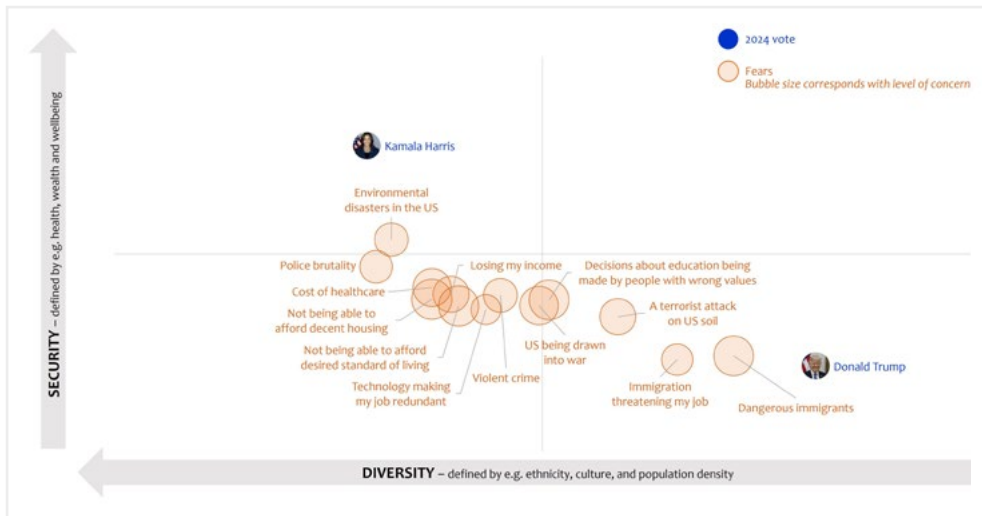 2024 vote
Fears
Bubble size corresponds with level of concern
Kamala Harris
Environmental
disasters in the US
Police brutality
Losing my income
Decisions about education being
made by people with wrong values
Cost of healthcare
Not being able to
afford decent housing
A terrorist attack
on US soil
Not being able to afford
desired standard of living
US being drawn
into war
Technology making
my job redundant
Violent crime
Immigration
threatening my job
Donald Trump
Dangerous immigrants
SECURITY – defined by e.g. health, wealth and wellbeing
DIVERSITY – defined by e.g. ethnicity, culture, and population density